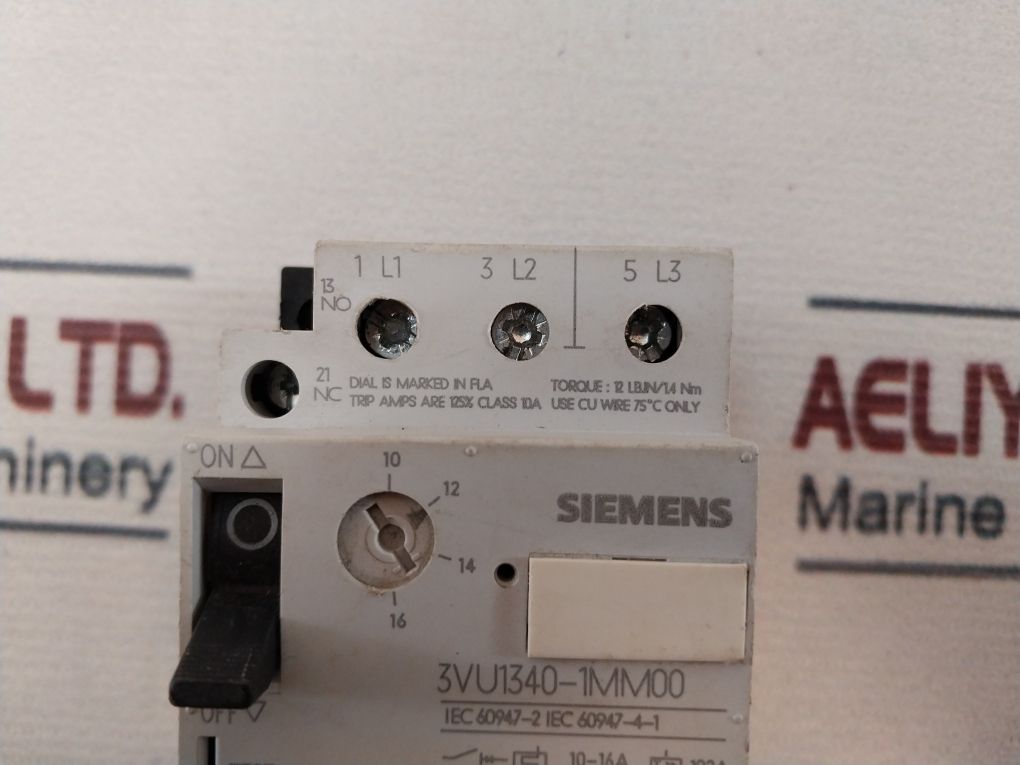 1 L1 3 L2 5 L3
13
NO
21
NC
DIAL IS MARKED IN FLA
TRIP AMPS ARE 125% CLASS 10A
TORQUE : 12 LB.IN/1.4 Nm
USE CU WIRE 75°C ONLY
ON △
10
12
14
16
SIEMENS
3VU1340-1MM00
IEC 60947-2 IEC 60947-4-1
OFF ▽
10-16A
LTD.
AELIY
Marine